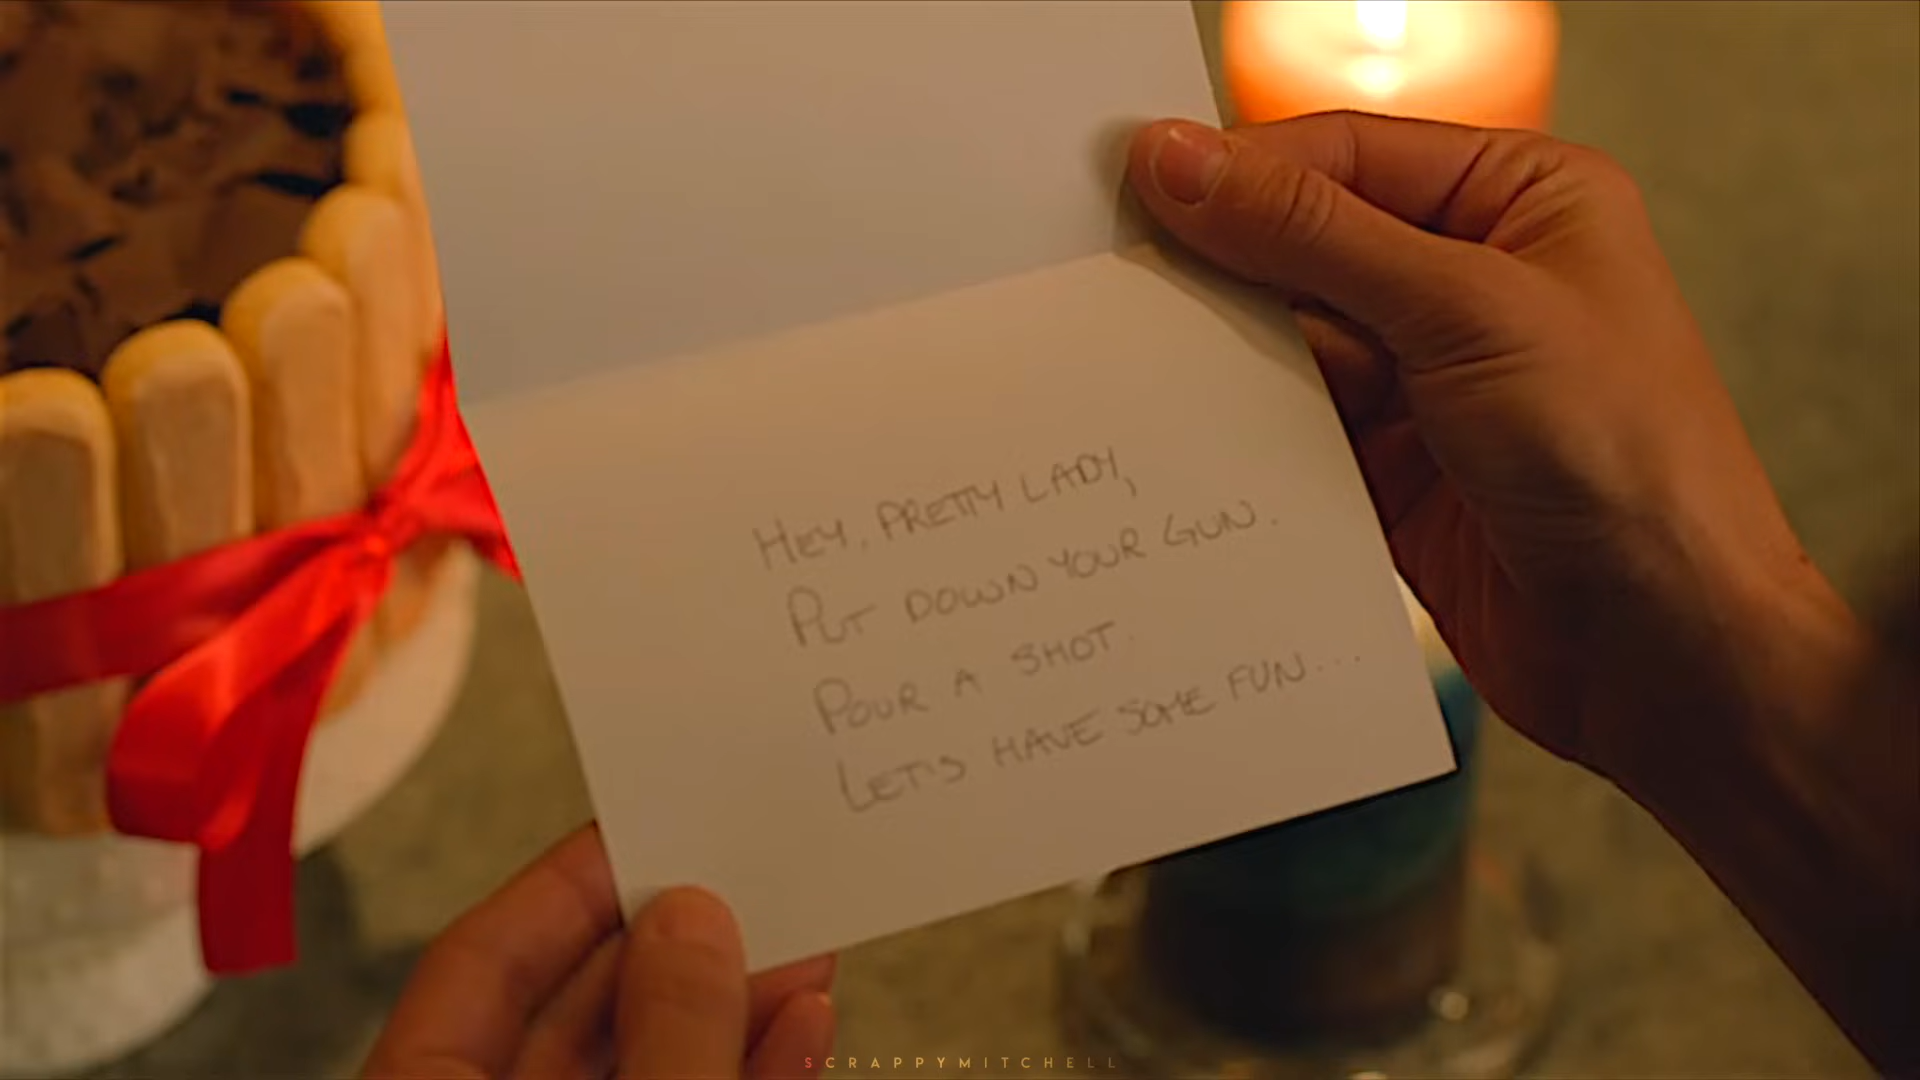 HEY, PRETTY LADY,
PUT DOWN YOUR GUN.
POUR A SHOT.
LET'S HAVE SOME FUN...
SCRAPPYMITCHELL